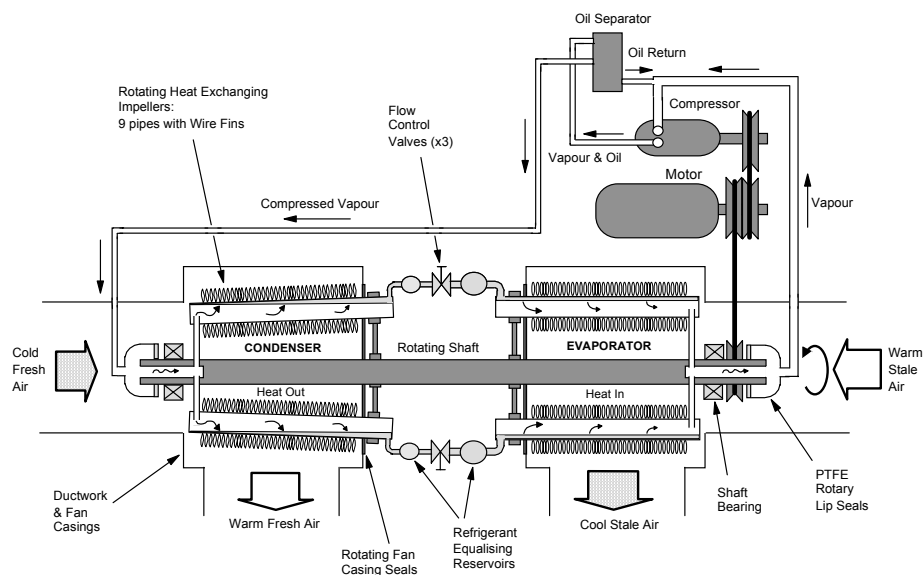 Oil Separator
Oil Return
Rotating Heat Exchanging
Impellers:
9 pipes with Wire Fins
Flow
Control
Valves (x3)
Compressor
Vapour & Oil
Motor
Compressed Vapour
Vapour
Cold
Fresh
Air
CONDENSER
Rotating Shaft
EVAPORATOR
Warm
Stale
Air
Heat Out
Heat In
Ductwork
& Fan
Casings
Warm Fresh Air
Rotating Fan
Casing Seals
Refrigerant
Equalising
Reservoirs
Cool Stale Air
Shaft
Bearing
PTFE
Rotary
Lip Seals